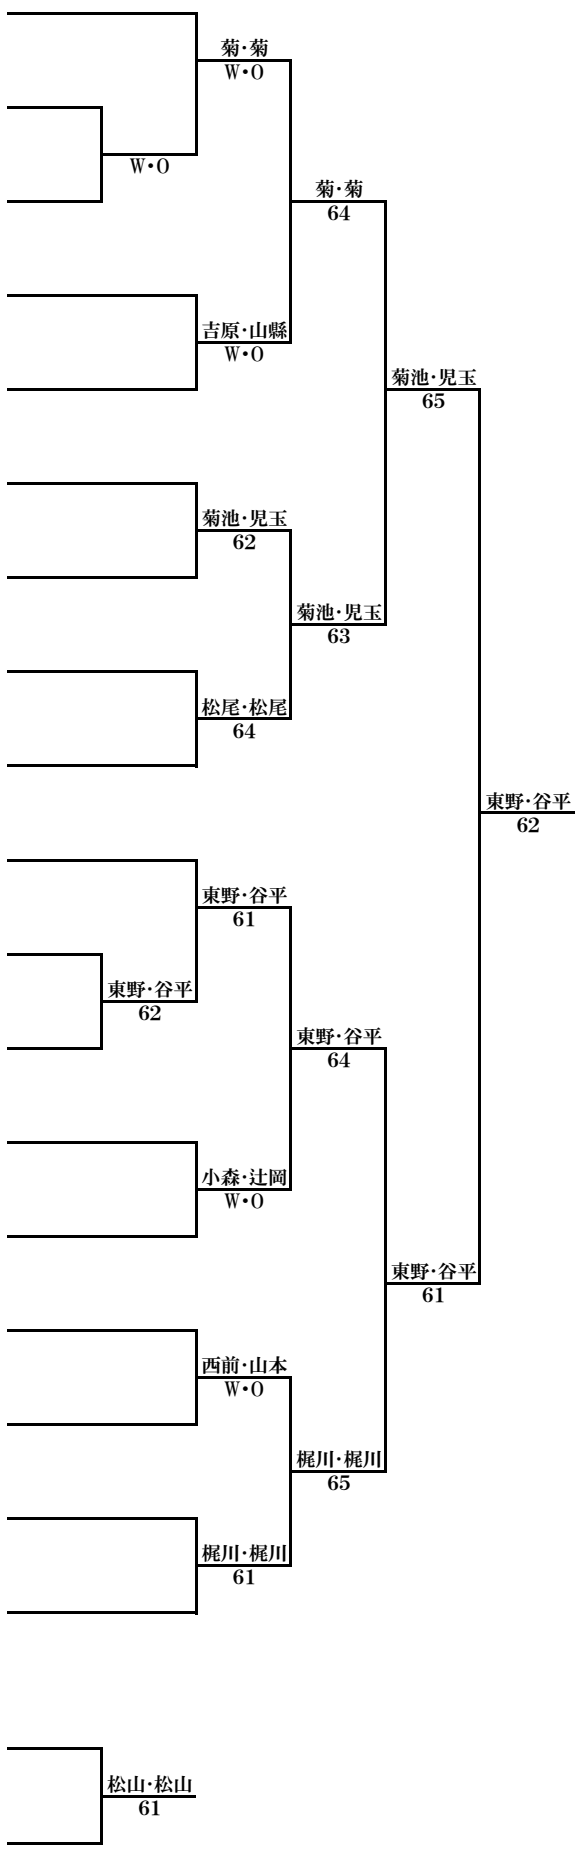 菊･菊
W･O
W･O
菊･菊
64
吉原･山縣
W･O
菊池･児玉
65
菊池･児玉
62
菊池･児玉
63
松尾･松尾
64
東野･谷平
62
東野･谷平
61
東野･谷平
62
東野･谷平
64
小森･辻岡
W･O
東野･谷平
61
西前･山本
W･O
梶川･梶川
65
梶川･梶川
61
松山･松山
61